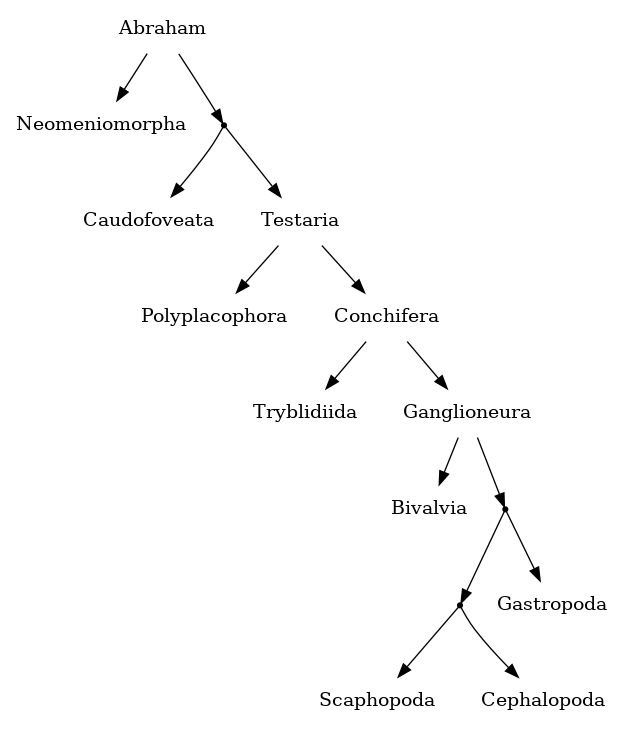 Abraham
Neomeniomorpha
Caudofoveata
Testaria
Polyplacophora
Conchifera
Tryblidiida
Ganglioneura
Bivalvia
Gastropoda
Scaphopoda
Cephalopoda